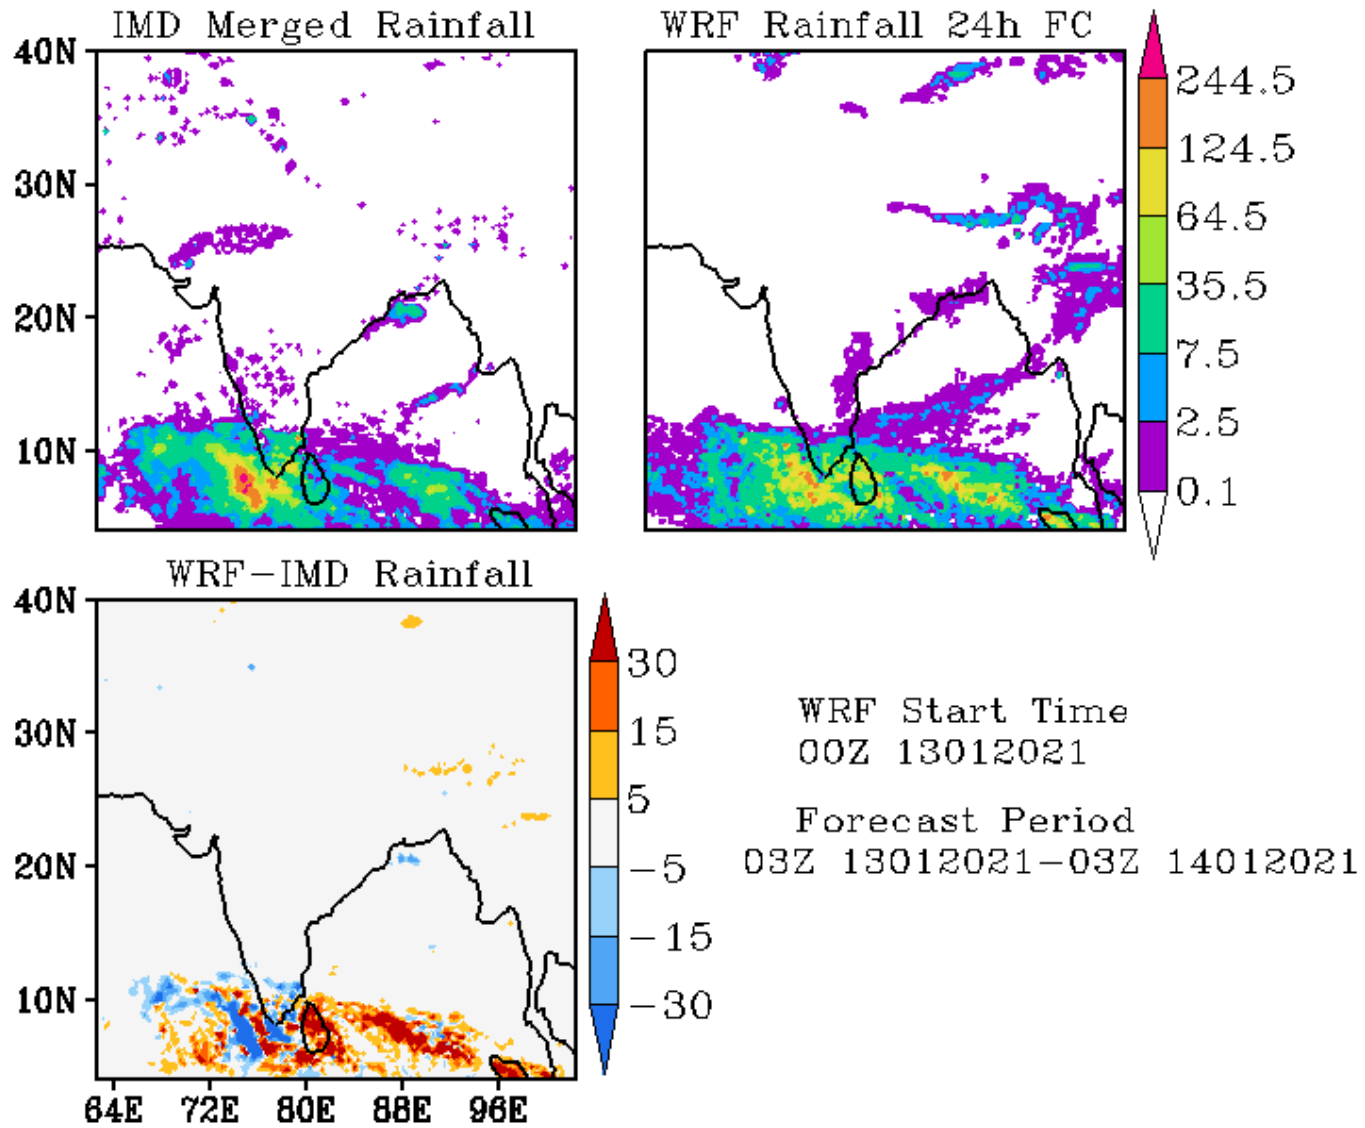 IMD Merged Rainfall
WRF Rainfall 24h FC
40N
30N
20N
10N
244.5
124.5
64.5
35.5
7.5
2.5
0.1
WRF-IMD Rainfall
40N
30N
20N
10N
64E 72E 80E 88E 96E
30
15
5
-5
-15
-30
WRF Start Time
00Z 13012021
Forecast Period
03Z 13012021-03Z 14012021